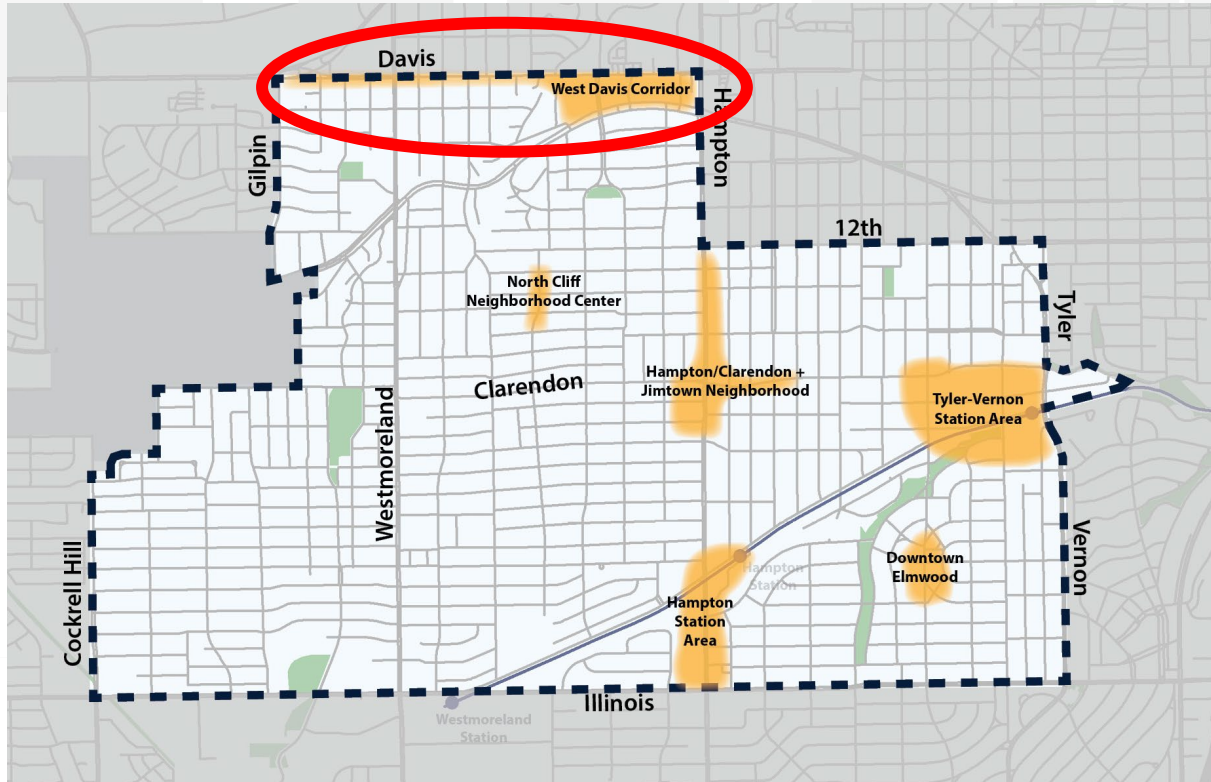 Davis
West Davis Corridor
Hampton
Gilpin
12th
North Cliff
Neighborhood Center
Tyler
Hampton/Clarendon +
Jimtown Neighborhood
Clarendon
Westmoreland
Tyler-Vernon
Station Area
Hampton
Station
Downtown
Elmwood
Vernon
Cockrell Hill
Hampton
Station
Area
Illinois
Westmoreland
Station